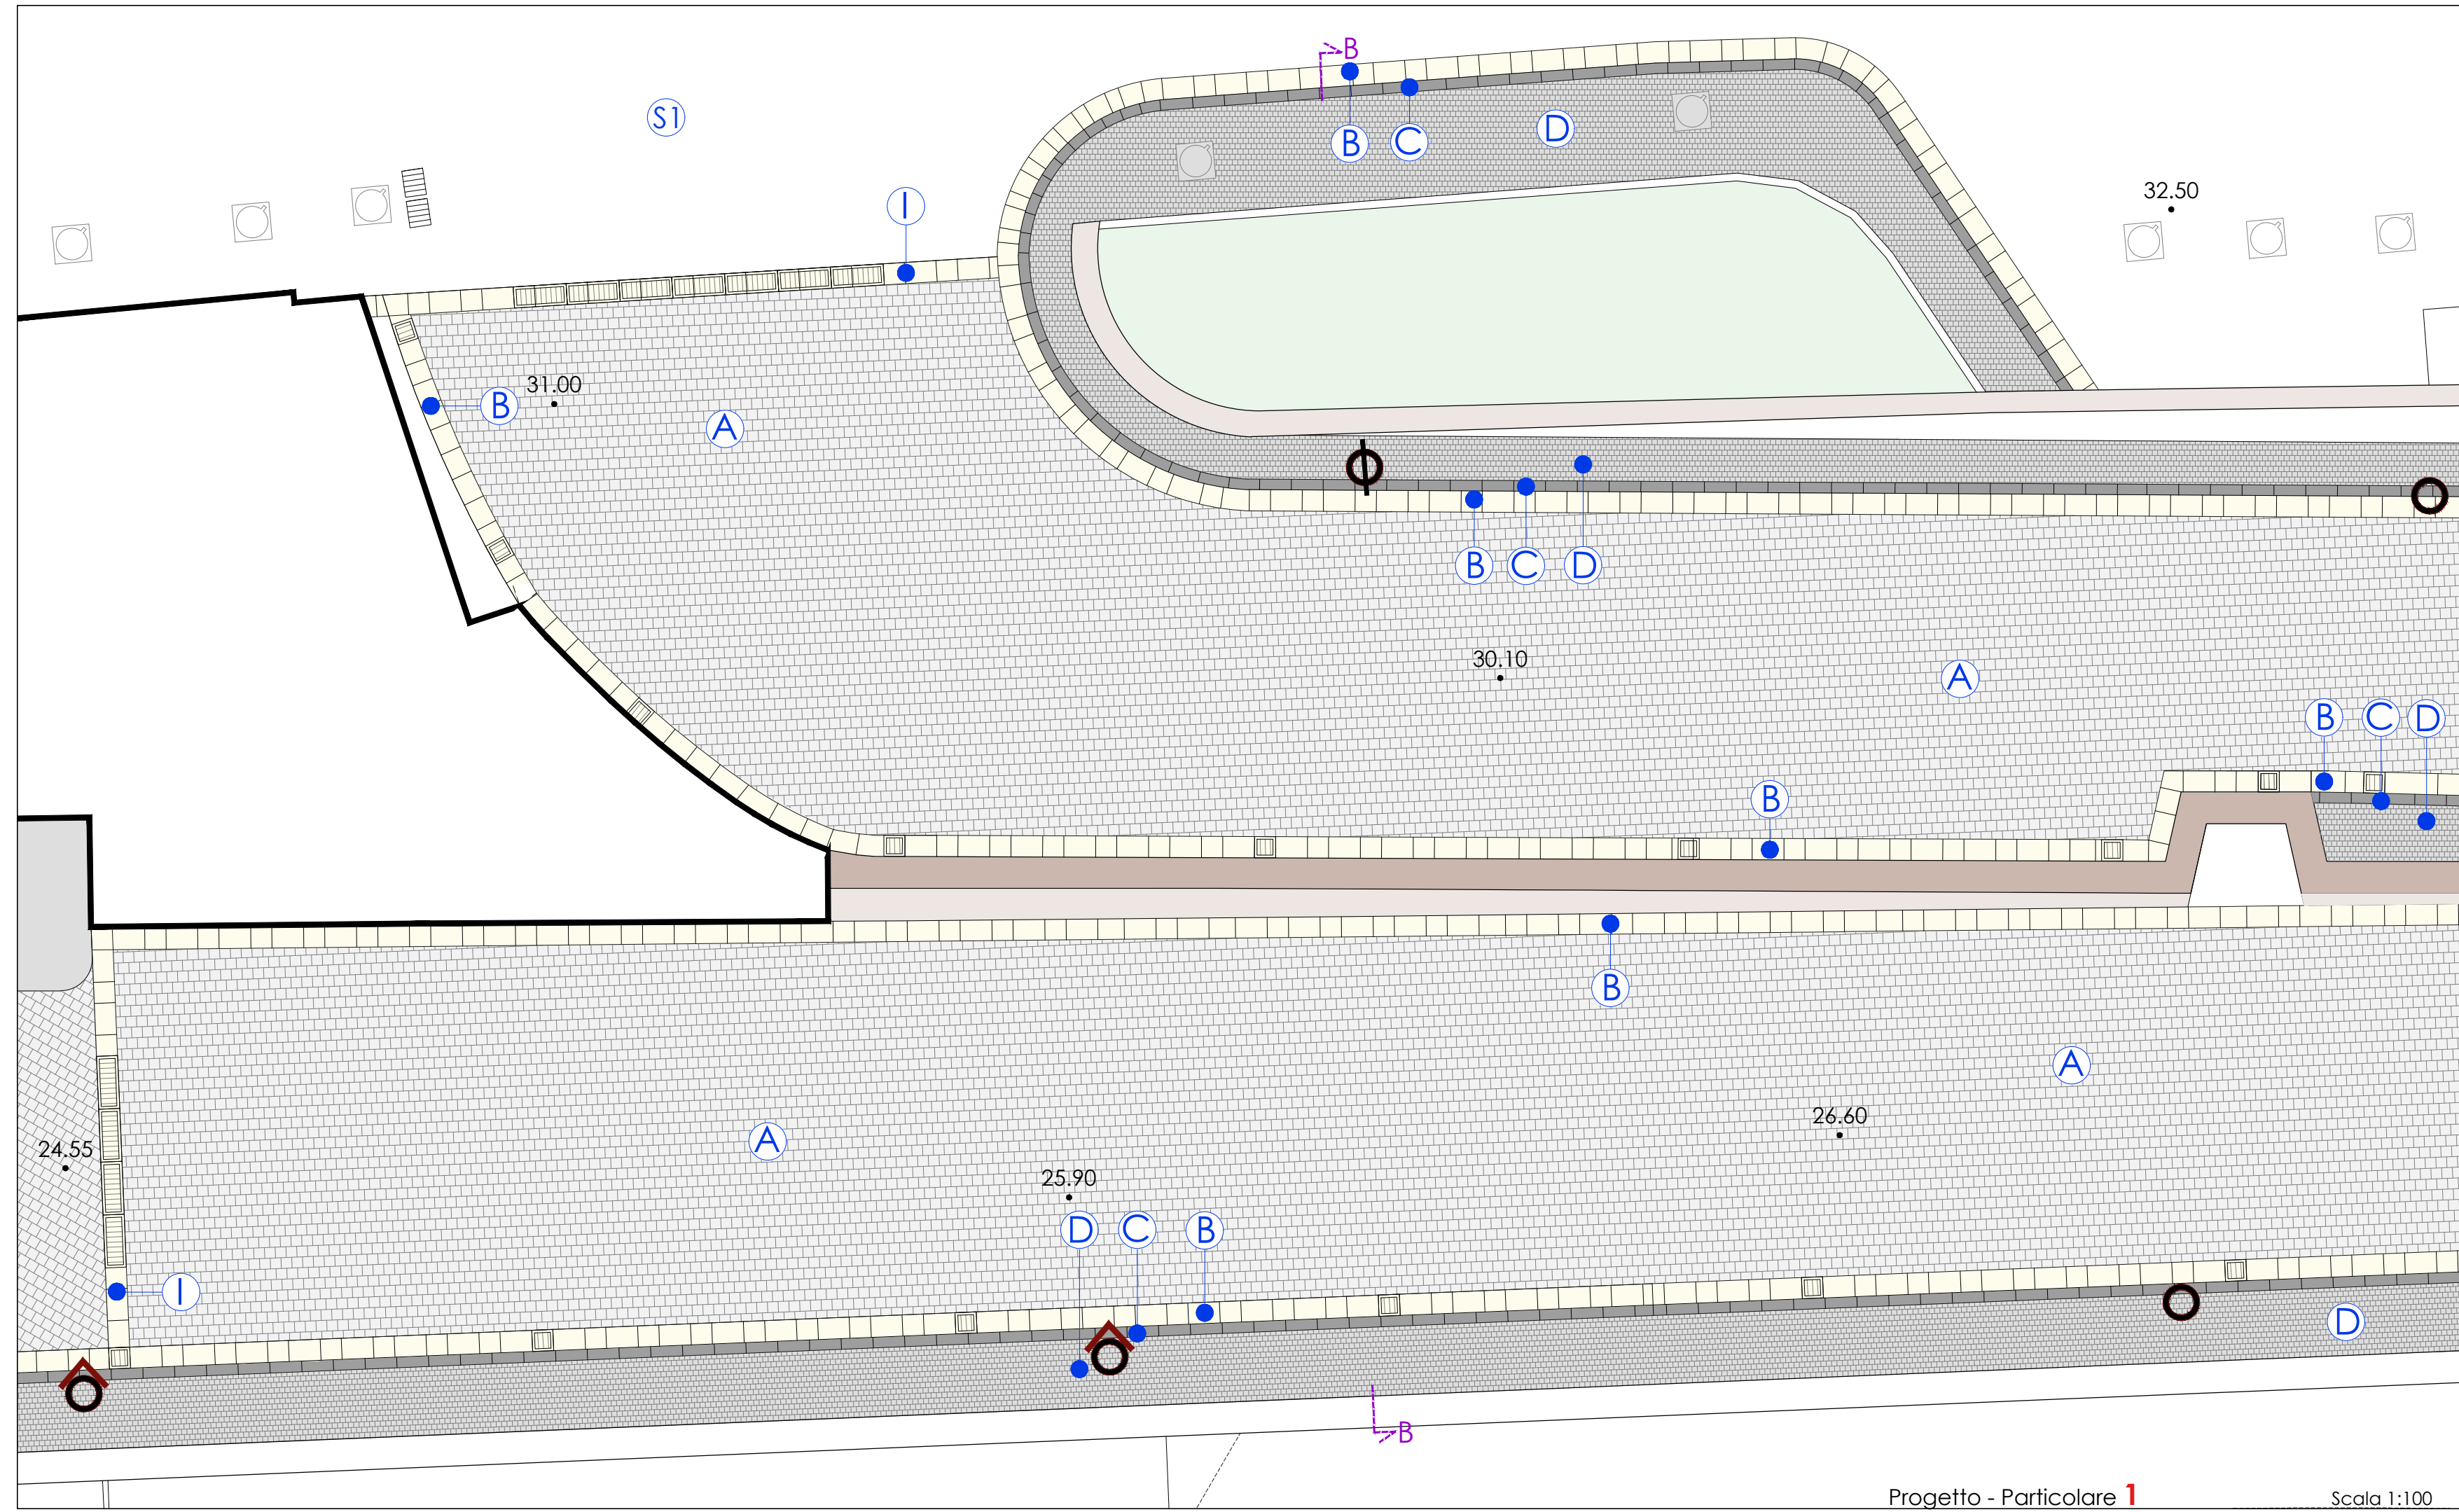 B
S1
B
C
D
32.50
I
31.00
B
A
B
C
D
30.10
A
B
C
D
B
B
A
26.60
A
24.55
25.90
D
C
B
I
D
B
Progetto - Particolare 1
Scala 1:100